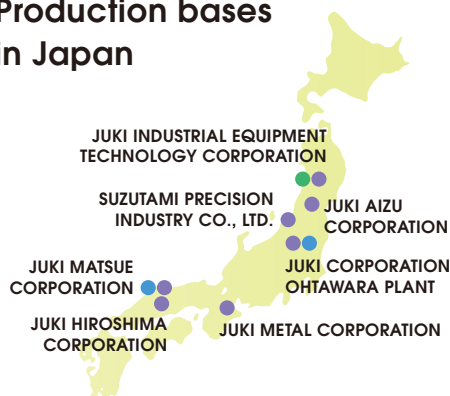 Production bases
in Japan
JUKI INDUSTRIAL EQUIPMENT
TECHNOLOGY CORPORATION
SUZUTAMI PRECISION
INDUSTRY CO., LTD.
JUKI AIZU
CORPORATION
JUKI MATSUE
CORPORATION
JUKI CORPORATION
OHTAWARA PLANT
JUKI HIROSHIMA
CORPORATION
JUKI METAL CORPORATION